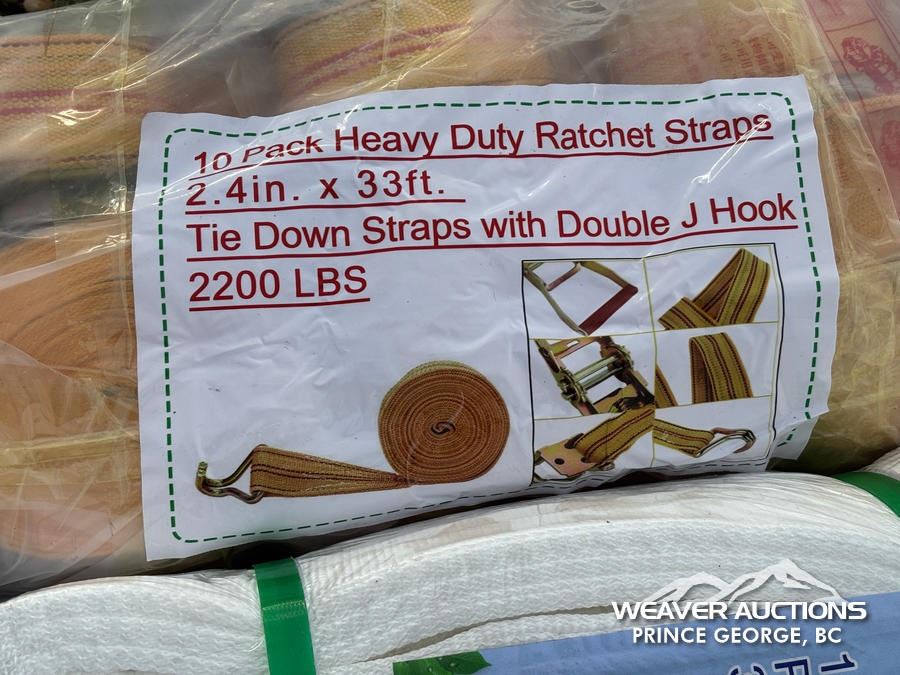 10 Pack Heavy Duty Ratchet Straps
2.4in. x 33ft.
Tie Down Straps with Double J Hook
2200 LBS
WEAVER AUCTIONS
PRINCE GEORGE, BC